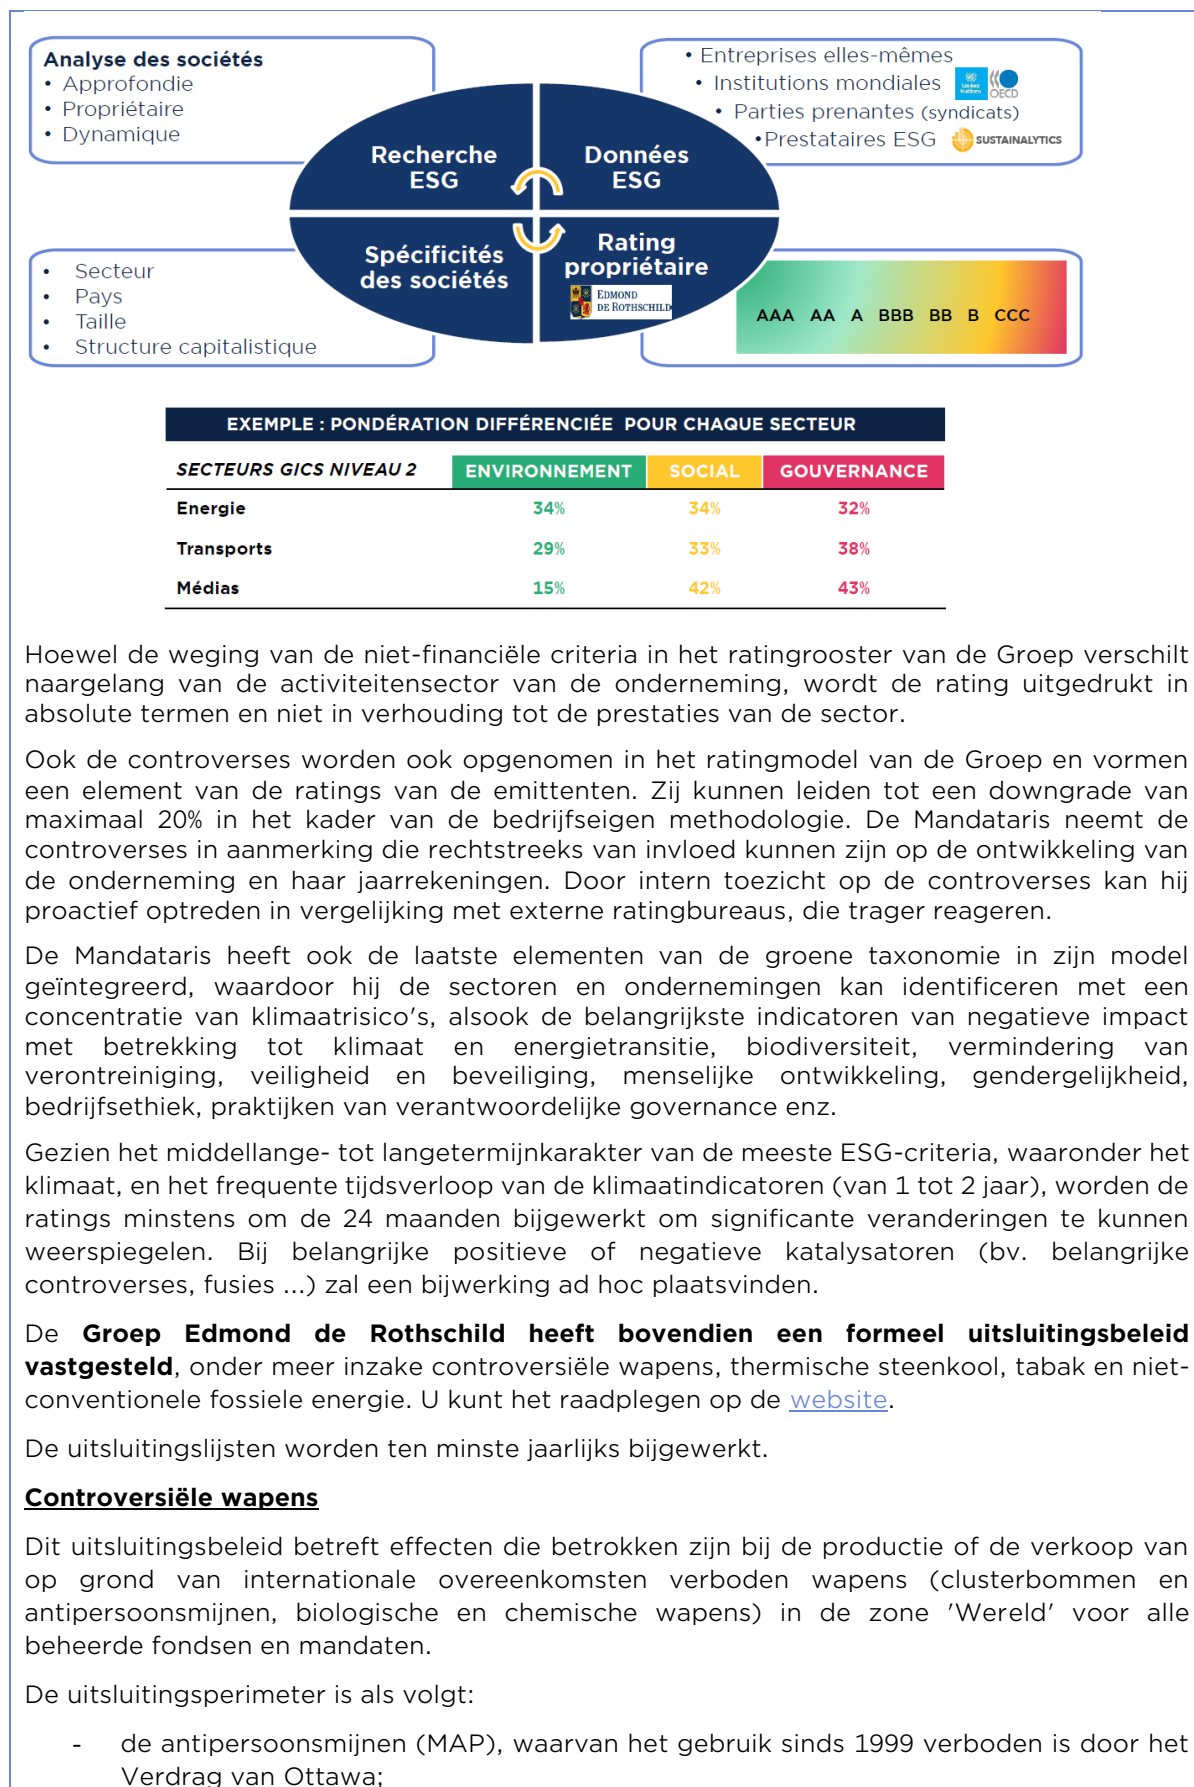 Analyse des sociétés
• Approfondie
• Propriétaire
• Dynamique
• Entreprises elles-mêmes
• Institutions mondiales
United Nations
OECD
• Parties prenantes (syndicats)
•Prestataires ESG
SUSTAINALYTICS
Recherche
ESG
Données
ESG
Spécificités
des sociétés
Rating
propriétaire
EDMOND
DE ROTHSCHILD
• Secteur
• Pays
• Taille
• Structure capitalistique
AAA AA A BBB BB B CCC
EXEMPLE : PONDÉRATION DIFFÉRENCIÉE POUR CHAQUE SECTEUR
SECTEURS GICS NIVEAU 2 ENVIRONNEMENT SOCIAL GOUVERNANCE
Energie 34% 34% 32%
Transports 29% 33% 38%
Médias 15% 42% 43%
Hoewel de weging van de niet-financiële criteria in het ratingrooster van de Groep verschilt
naargelang van de activiteitensector van de onderneming, wordt de rating uitgedrukt in
absolute termen en niet in verhouding tot de prestaties van de sector.
Ook de controverses worden ook opgenomen in het ratingmodel van de Groep en vormen
een element van de ratings van de emittenten. Zij kunnen leiden tot een downgrade van
maximaal 20% in het kader van de bedrijfseigen methodologie. De Mandataris neemt de
controverses in aanmerking die rechtstreeks van invloed kunnen zijn op de ontwikkeling van
de onderneming en haar jaarrekeningen. Door intern toezicht op de controverses kan hij
proactief optreden in vergelijking met externe ratingbureaus, die trager reageren.
De Mandataris heeft ook de laatste elementen van de groene taxonomie in zijn model
geïntegreerd, waardoor hij de sectoren en ondernemingen kan identificeren met een
concentratie van klimaatrisico's, alsook de belangrijkste indicatoren van negatieve impact
met betrekking tot klimaat en energietransitie, biodiversiteit, vermindering van
verontreiniging, veiligheid en beveiliging, menselijke ontwikkeling, gendergelijkheid,
bedrijfsethiek, praktijken van verantwoordelijke governance enz.
Gezien het middellange- tot langetermijnkarakter van de meeste ESG-criteria, waaronder het
klimaat, en het frequente tijdsverloop van de klimaatindicatoren (van 1 tot 2 jaar), worden de
ratings minstens om de 24 maanden bijgewerkt om significante veranderingen te kunnen
weerspiegelen. Bij belangrijke positieve of negatieve katalysatoren (bv. belangrijke
controverses, fusies ...) zal een bijwerking ad hoc plaatsvinden.
De Groep Edmond de Rothschild heeft bovendien een formeel uitsluitingsbeleid
vastgesteld, onder meer inzake controversiële wapens, thermische steenkool, tabak en niet-
conventionele fossiele energie. U kunt het raadplegen op de website.
De uitsluitingslijsten worden ten minste jaarlijks bijgewerkt.
Controversiële wapens
Dit uitsluitingsbeleid betreft effecten die betrokken zijn bij de productie of de verkoop van
op grond van internationale overeenkomsten verboden wapens (clusterbommen en
antipersoonsmijnen, biologische en chemische wapens) in de zone 'Wereld' voor alle
beheerde fondsen en mandaten.
De uitsluitingsperimeter is als volgt:
- de antipersoonsmijnen (MAP), waarvan het gebruik sinds 1999 verboden is door het
Verdrag van Ottawa;